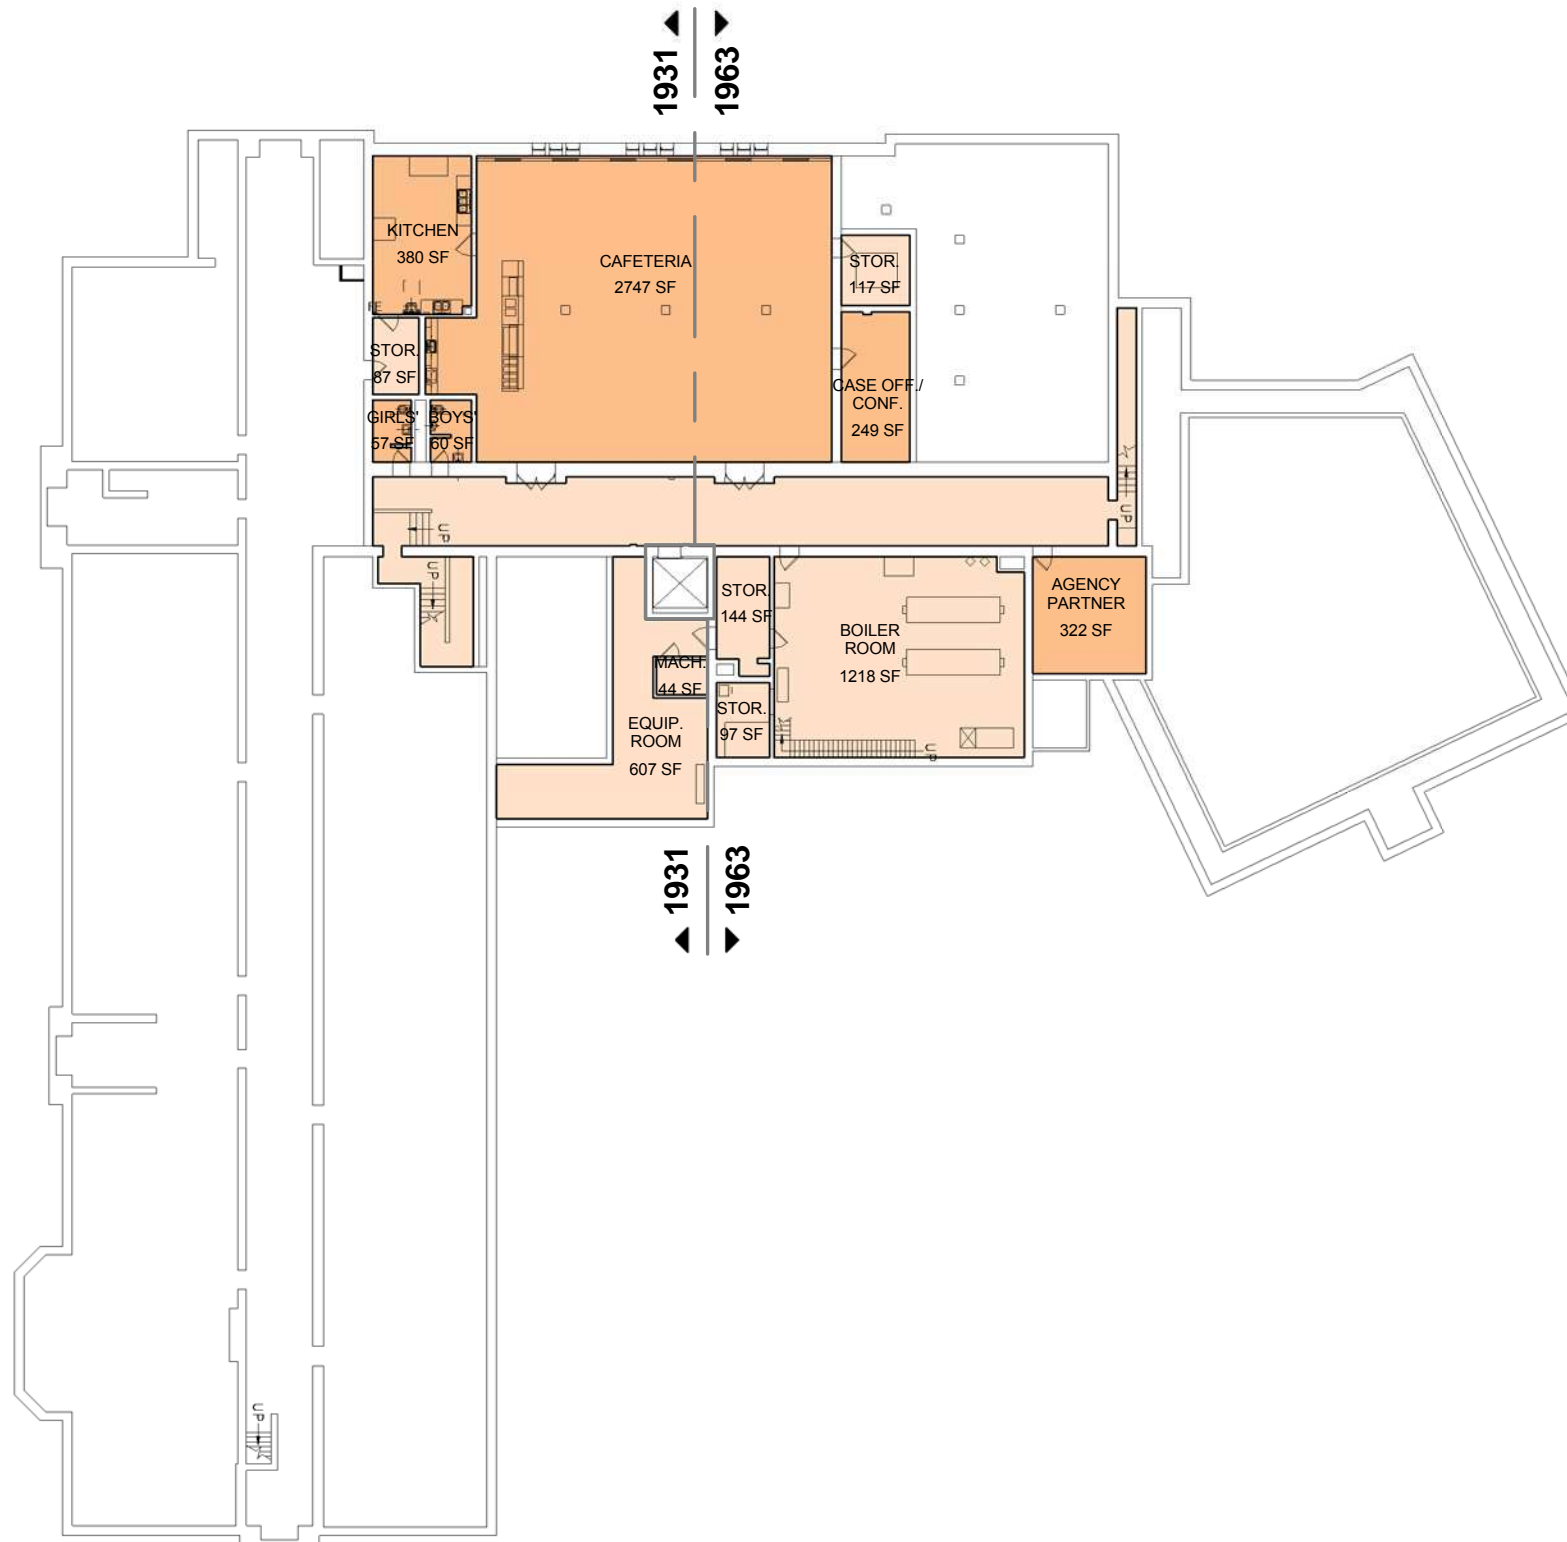 1931
1963
KITCHEN
380 SF
CAFETERIA
2747 SF
STOR.
117 SF
FE
STOR.
87 SF
CASE OFF./
CONF.
249 SF
GIRLS'
57 SF
BOYS'
60 SF
UP
UP
UP
STOR.
144 SF
AGENCY
PARTNER
322 SF
BOILER
ROOM
1218 SF
MACH.
44 SF
STOR.
97 SF
EQUIP.
ROOM
607 SF
UP
1931
1963
UP